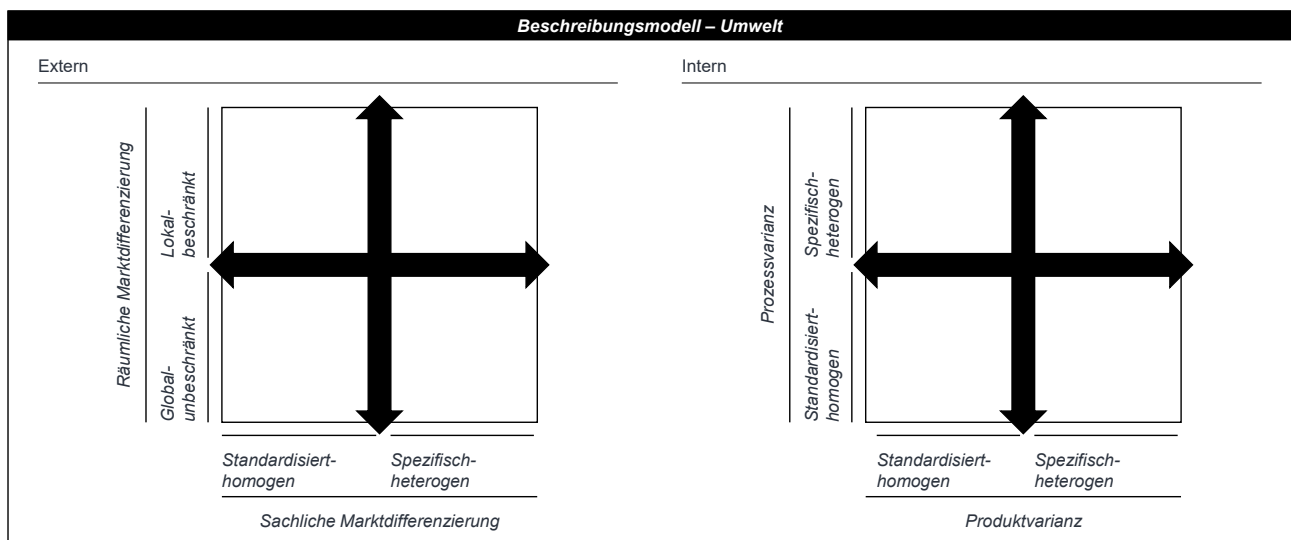 Beschreibungsmodell – Umwelt
Extern
Räumliche Marktdifferenzierung
Lokal-
beschränkt
Global-
unbeschränkt
Standardisiert-
homogen
Spezifisch-
heterogen
Sachliche Marktdifferenzierung
Intern
Prozessvarianz
Spezifisch-
heterogen
Standardisiert-
homogen
Standardisiert-
homogen
Spezifisch-
heterogen
Produktvarianz